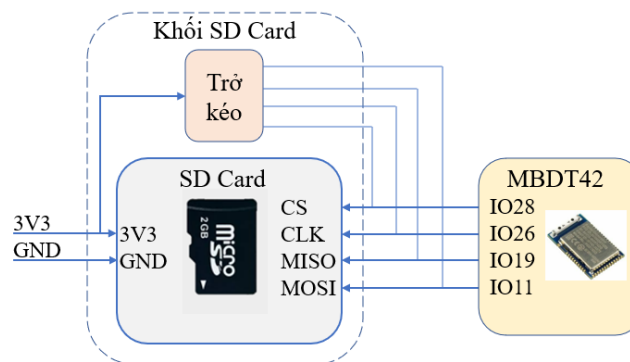 Khối SD Card
Trở
kéo
SD Card
MBDT42
CS
IO28
3V3
3V3
CLK
IO26
GND
GND
MISO
IO19
MOSI
IO11
micro
SD
2GB